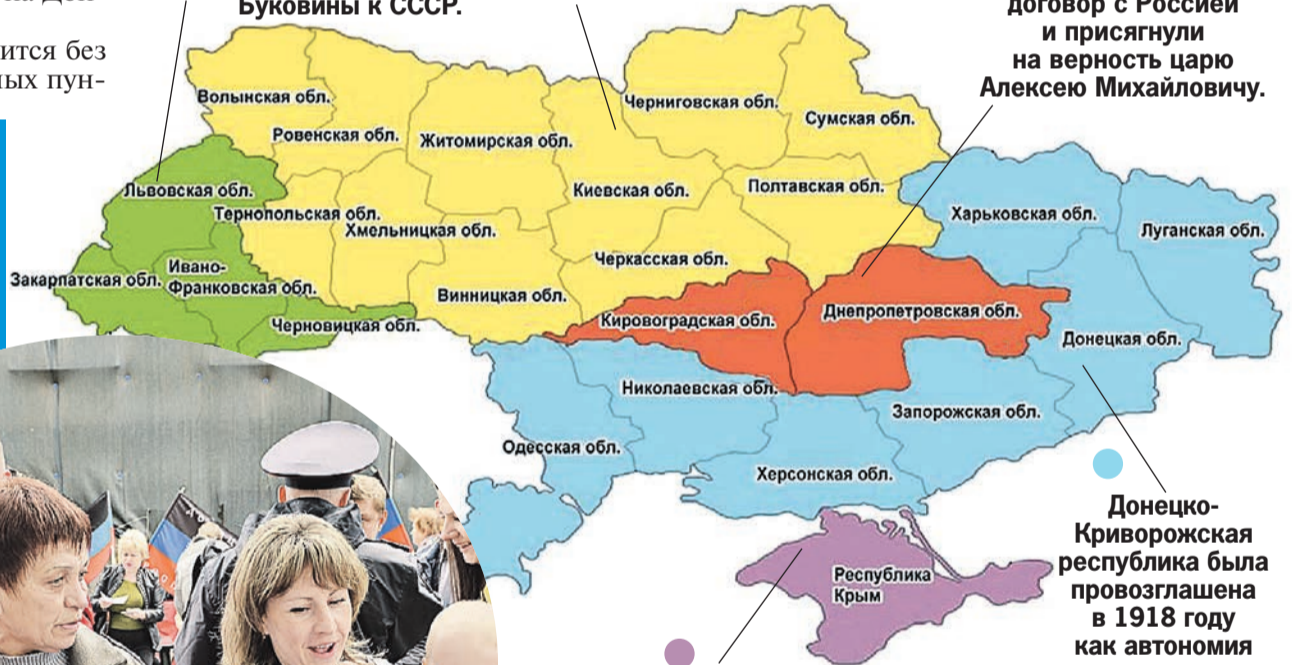 Буковины к СССР.
ится без
ных пун-
договор с Россией
и присягнули
на верность царю
Алексею Михайловичу.
Волынская обл.
Ровенская обл.
Житомирская обл.
Черниговская обл.
Сумская обл.
Львовская обл.
Тернопольская обл.
Хмельницкая обл.
Киевская обл.
Полтавская обл.
Харьковская обл.
Луганская обл.
Закарпатская обл.
Ивано-
Франковская обл.
Черновицкая обл.
Винницкая обл.
Черкасская обл.
Кировоградская обл.
Днепропетровская обл.
Донецкая обл.
Николаевская обл.
Запорожская обл.
Одесская обл.
Херсонская обл.
Республика
Крым
Донецко-
Криворожская
республика была
провозглашена
в 1918 году
как автономия